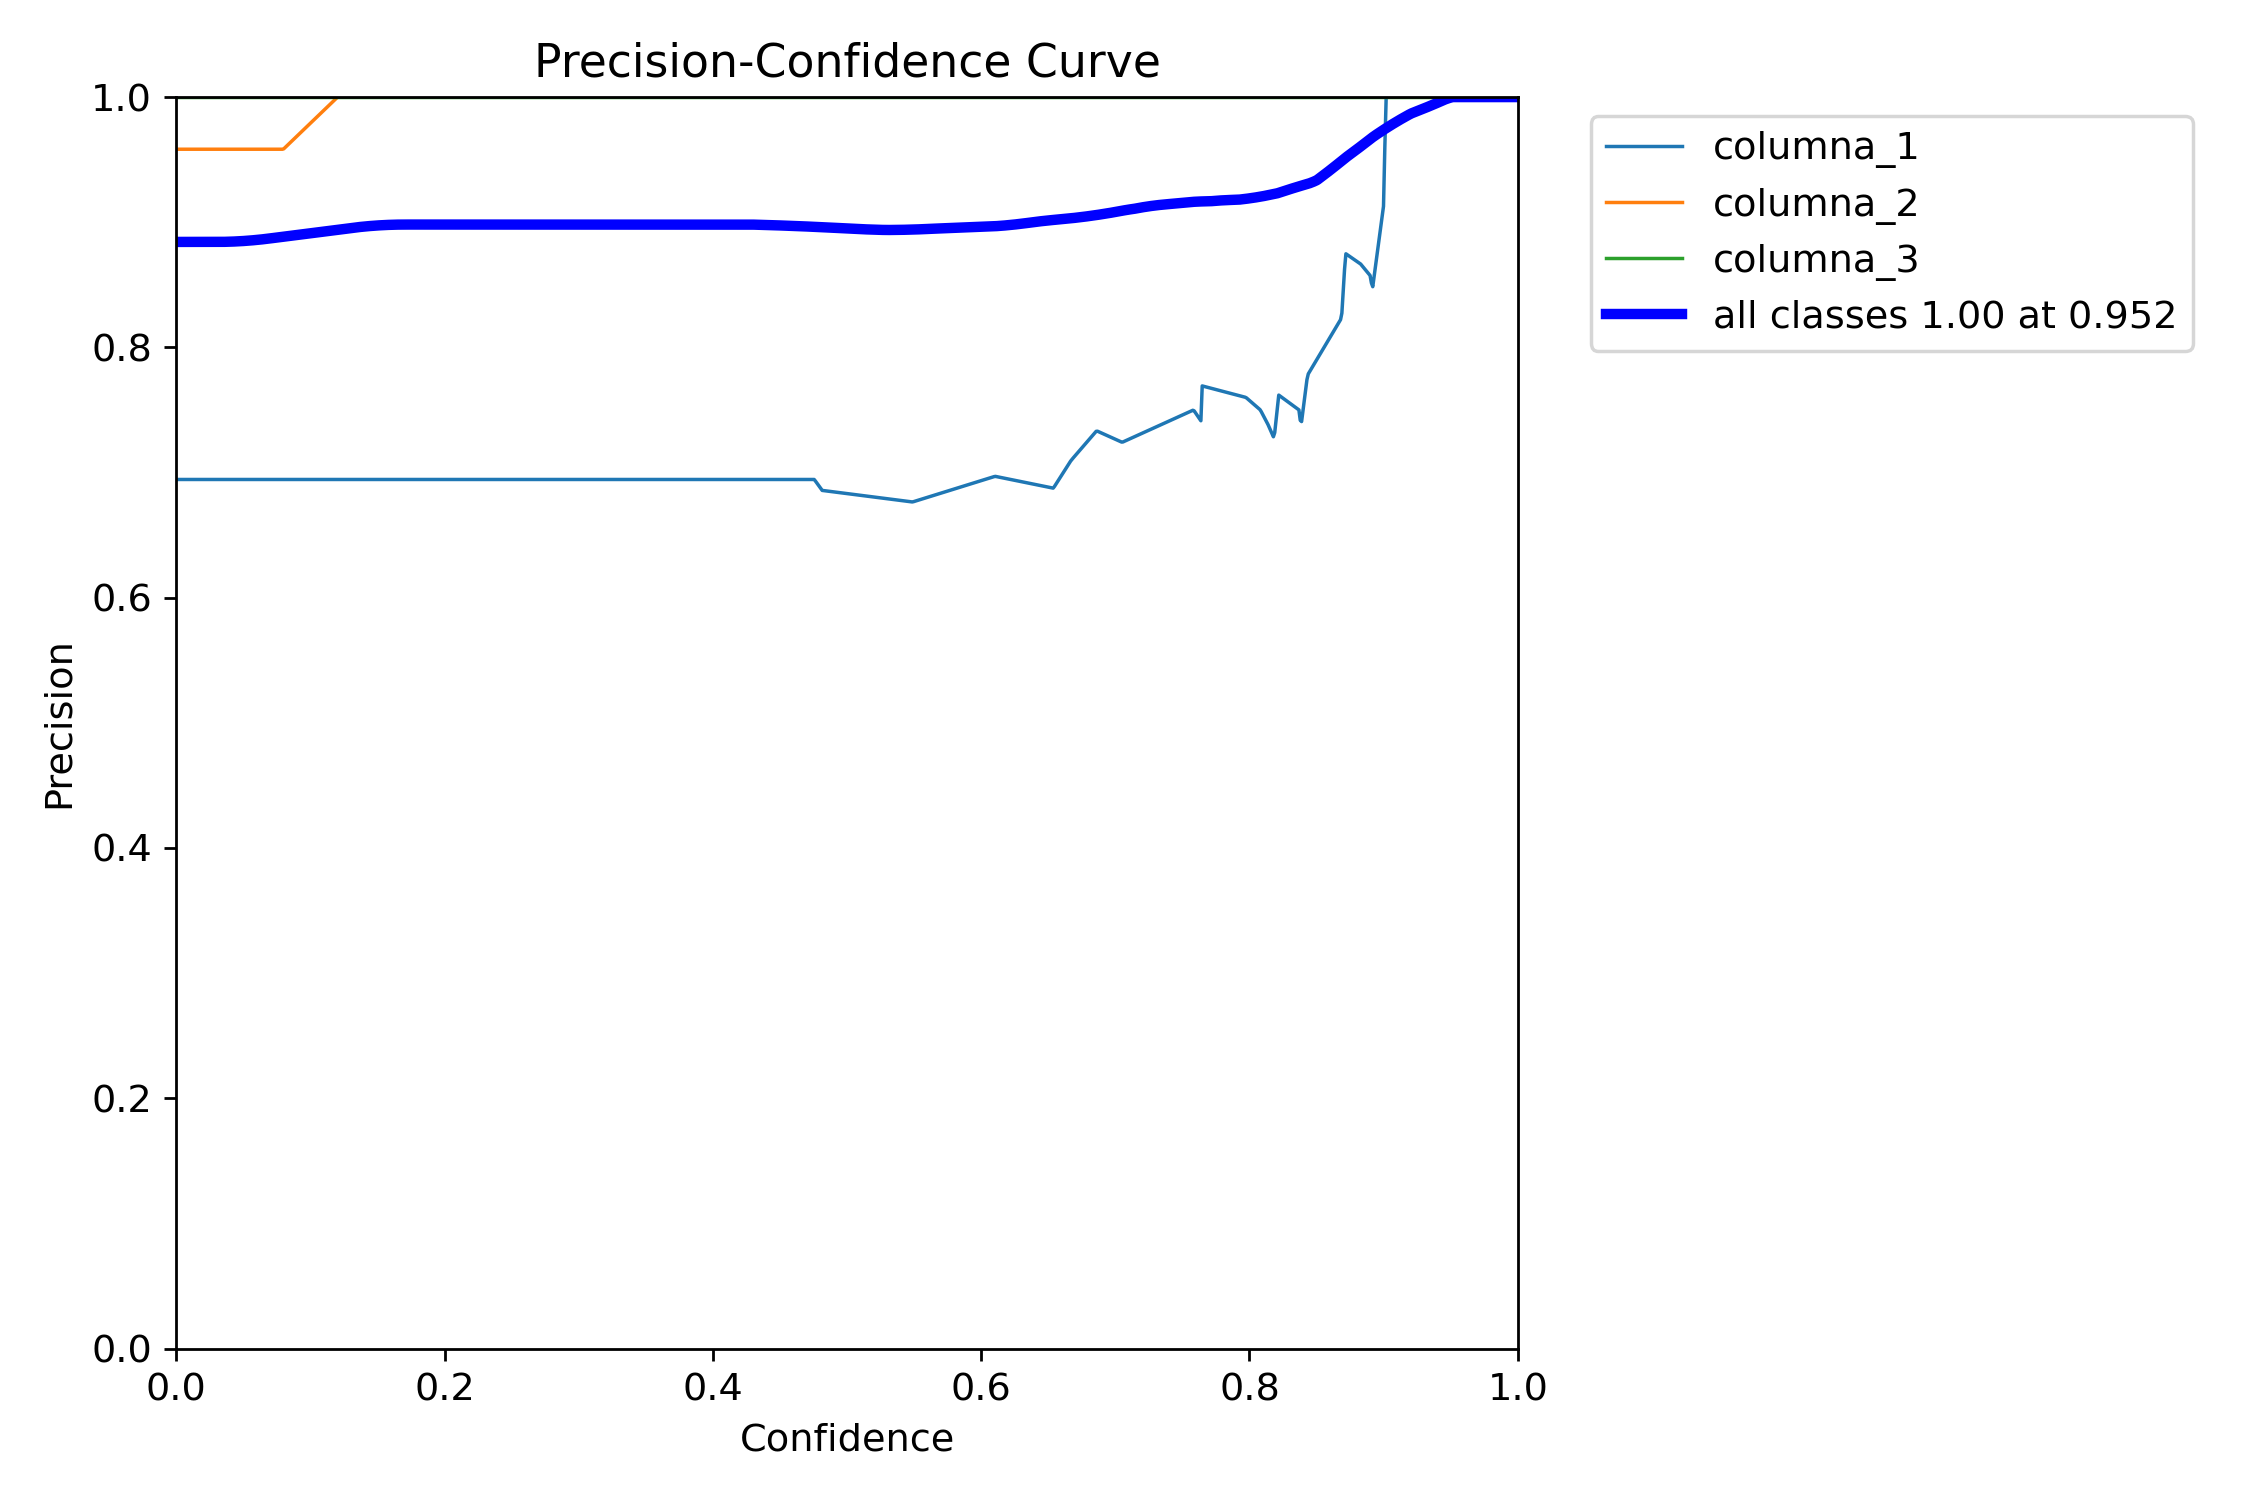 Precision-Confidence Curve
1.0
0.8
0.6
0.4
0.2
0.0
Precision
0.0 0.2 0.4 0.6 0.8 1.0
Confidence
columna_1
columna_2
columna_3
all classes 1.00 at 0.952